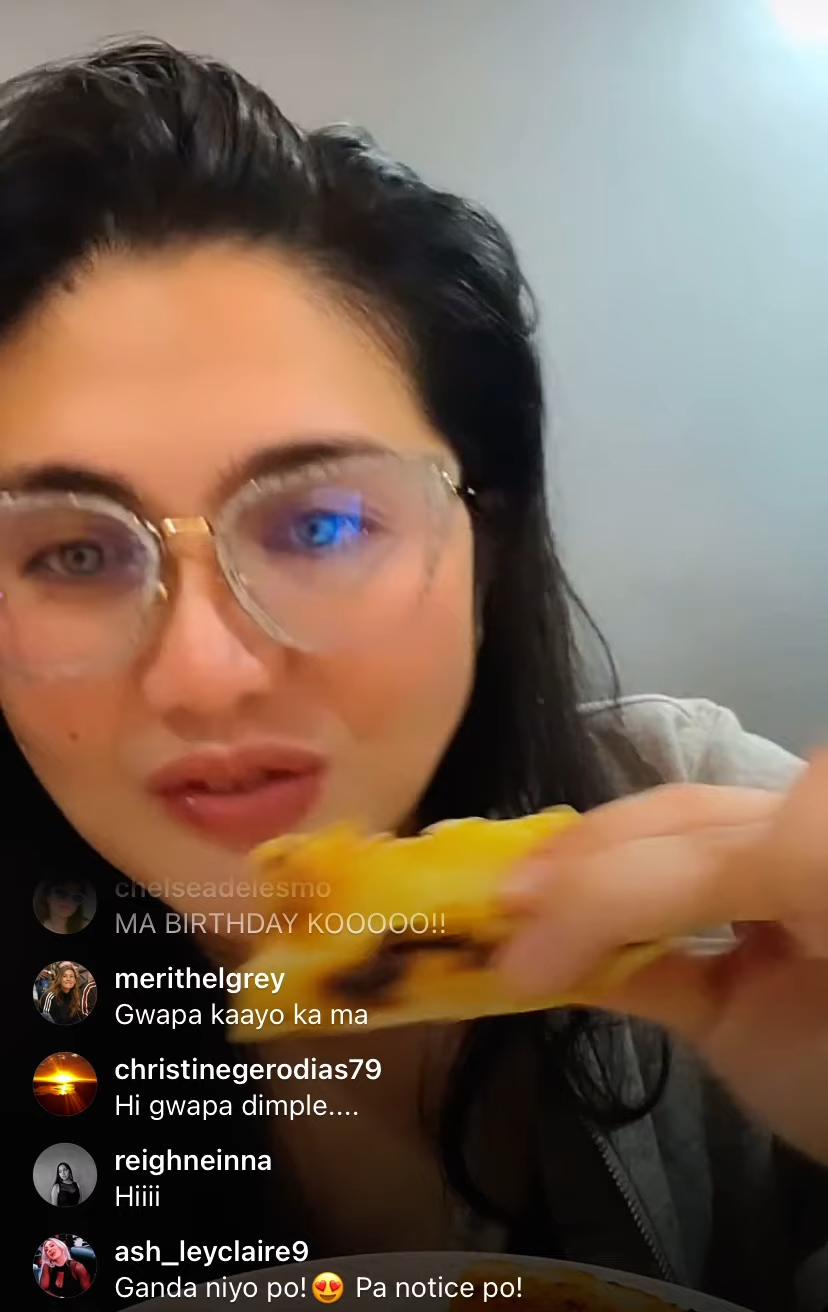 chelseadelesmo
MA BIRTHDAY KOOOOO!!
merithelgrey
Gwapa kaayo ka ma
christinegerodias79
Hi gwapa dimple....
reighneinna
Hiiii
ash_leyclaire9
Ganda niyo po!😍 Pa notice po!